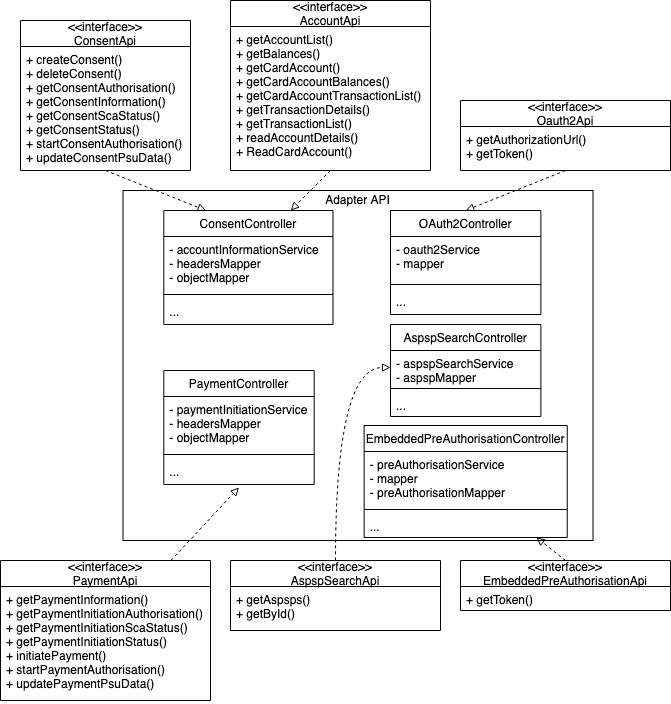 <<interface>>
ConsentApi
+ createConsent()
+ deleteConsent()
+ getConsentAuthorisation()
+ getConsentInformation()
+ getConsentScaStatus()
+ getConsentStatus()
+ startConsentAuthorisation()
+ updateConsentPsuData()
<<interface>>
AccountApi
+ getAccountList()
+ getBalances()
+ getCardAccount()
+ getCardAccountBalances()
+ getCardAccountTransactionList()
+ getTransactionDetails()
+ getTransactionList()
+ readAccountDetails()
+ ReadCardAccount()
<<interface>>
Oauth2Api
+ getAuthorizationUrl()
+ getToken()
Adapter API
ConsentController
- accountInformationService
- headersMapper
- objectMapper
...
OAuth2Controller
- oauth2Service
- mapper
...
AspspSearchController
- aspspSearchService
- aspspMapper
...
PaymentController
- paymentInitiationService
- headersMapper
- objectMapper
...
EmbeddedPreAuthorisationController
- preAuthorisationService
- mapper
- preAuthorisationMapper
...
<<interface>>
PaymentApi
+ getPaymentInformation()
+ getPaymentInitiationAuthorisation()
+ getPaymentInitiationScaStatus()
+ getPaymentInitiationStatus()
+ initiatePayment()
+ startPaymentAuthorisation()
+ updatePaymentPsuData()
<<interface>>
AspspSearchApi
+ getAspsps()
+ getById()
<<interface>>
EmbeddedPreAuthorisationApi
+ getToken()